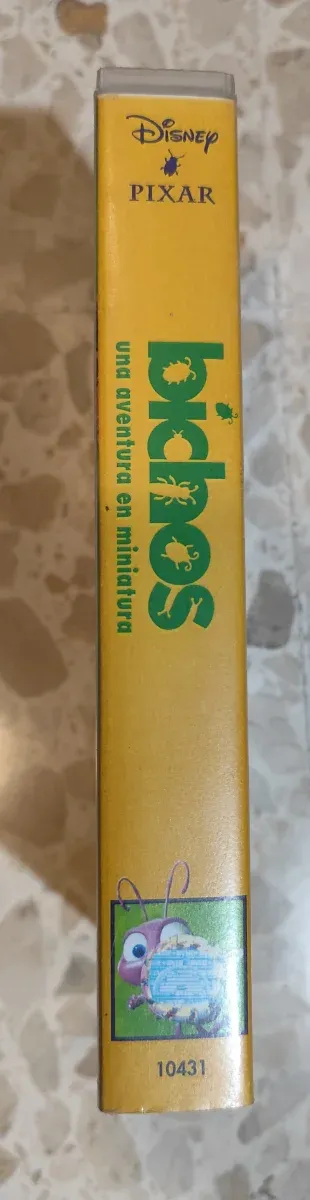 Disney
PIXAR
bichos
una aventura en miniatura
10431